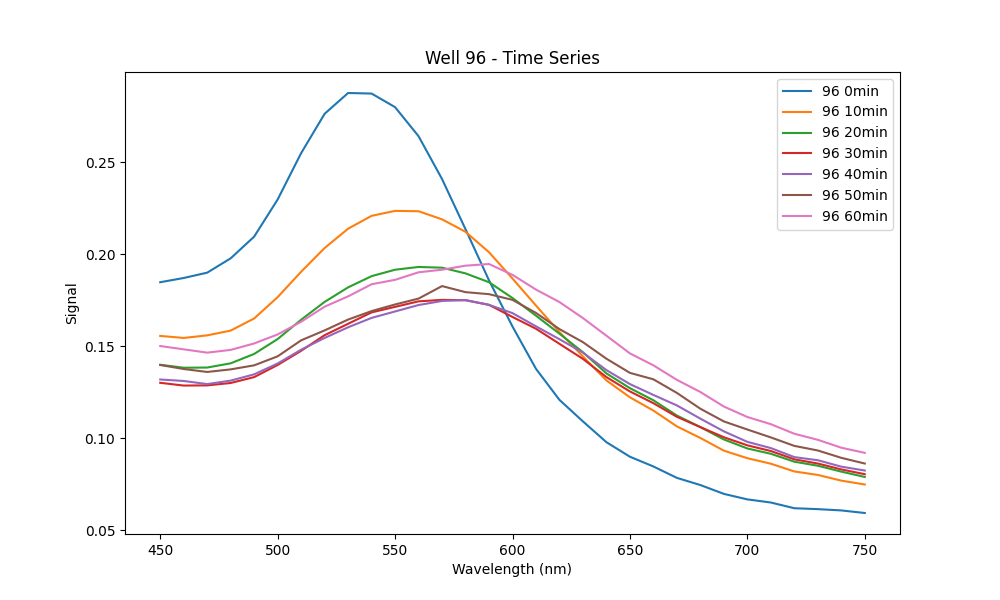 Well 96 - Time Series
96 0min
96 10min
96 20min
96 30min
96 40min
96 50min
96 60min
Signal
0.25
0.20
0.15
0.10
0.05
450 500 550 600 650 700 750
Wavelength (nm)